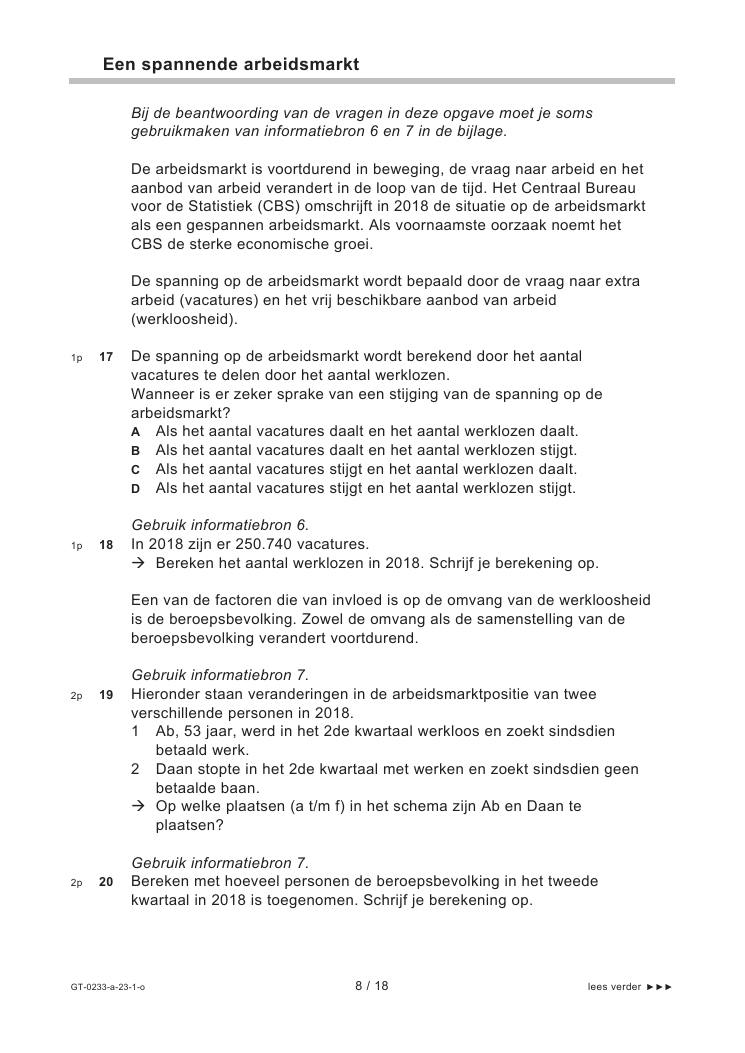 Een spannende arbeidsmarkt
Bij de beantwoording van de vragen in deze opgave moet je soms
gebruikmaken van informatiebron 6 en 7 in de bijlage.
De arbeidsmarkt is voortdurend in beweging, de vraag naar arbeid en het
aanbod van arbeid verandert in de loop van de tijd. Het Centraal Bureau
voor de Statistiek (CBS) omschrijft in 2018 de situatie op de arbeidsmarkt
als een gespannen arbeidsmarkt. Als voornaamste oorzaak noemt het
CBS de sterke economische groei.
De spanning op de arbeidsmarkt wordt bepaald door de vraag naar extra
arbeid (vacatures) en het vrij beschikbare aanbod van arbeid
(werkloosheid).
1p 17 De spanning op de arbeidsmarkt wordt berekend door het aantal
vacatures te delen door het aantal werklozen.
Wanneer is er zeker sprake van een stijging van de spanning op de
arbeidsmarkt?
A Als het aantal vacatures daalt en het aantal werklozen daalt.
B Als het aantal vacatures daalt en het aantal werklozen stijgt.
C Als het aantal vacatures stijgt en het aantal werklozen daalt.
D Als het aantal vacatures stijgt en het aantal werklozen stijgt.
Gebruik informatiebron 6.
1p 18 In 2018 zijn er 250.740 vacatures.
→ Bereken het aantal werklozen in 2018. Schrijf je berekening op.
Een van de factoren die van invloed is op de omvang van de werkloosheid
is de beroepsbevolking. Zowel de omvang als de samenstelling van de
beroepsbevolking verandert voortdurend.
Gebruik informatiebron 7.
2p 19 Hieronder staan veranderingen in de arbeidsmarktpositie van twee
verschillende personen in 2018.
1 Ab, 53 jaar, werd in het 2de kwartaal werkloos en zoekt sindsdien
betaald werk.
2 Daan stopte in het 2de kwartaal met werken en zoekt sindsdien geen
betaalde baan.
→ Op welke plaatsen (a t/m f) in het schema zijn Ab en Daan te
plaatsen?
Gebruik informatiebron 7.
2p 20 Bereken met hoeveel personen de beroepsbevolking in het tweede
kwartaal in 2018 is toegenomen. Schrijf je berekening op.
GT-0233-a-23-1-o 8 / 18 lees verder ►►►